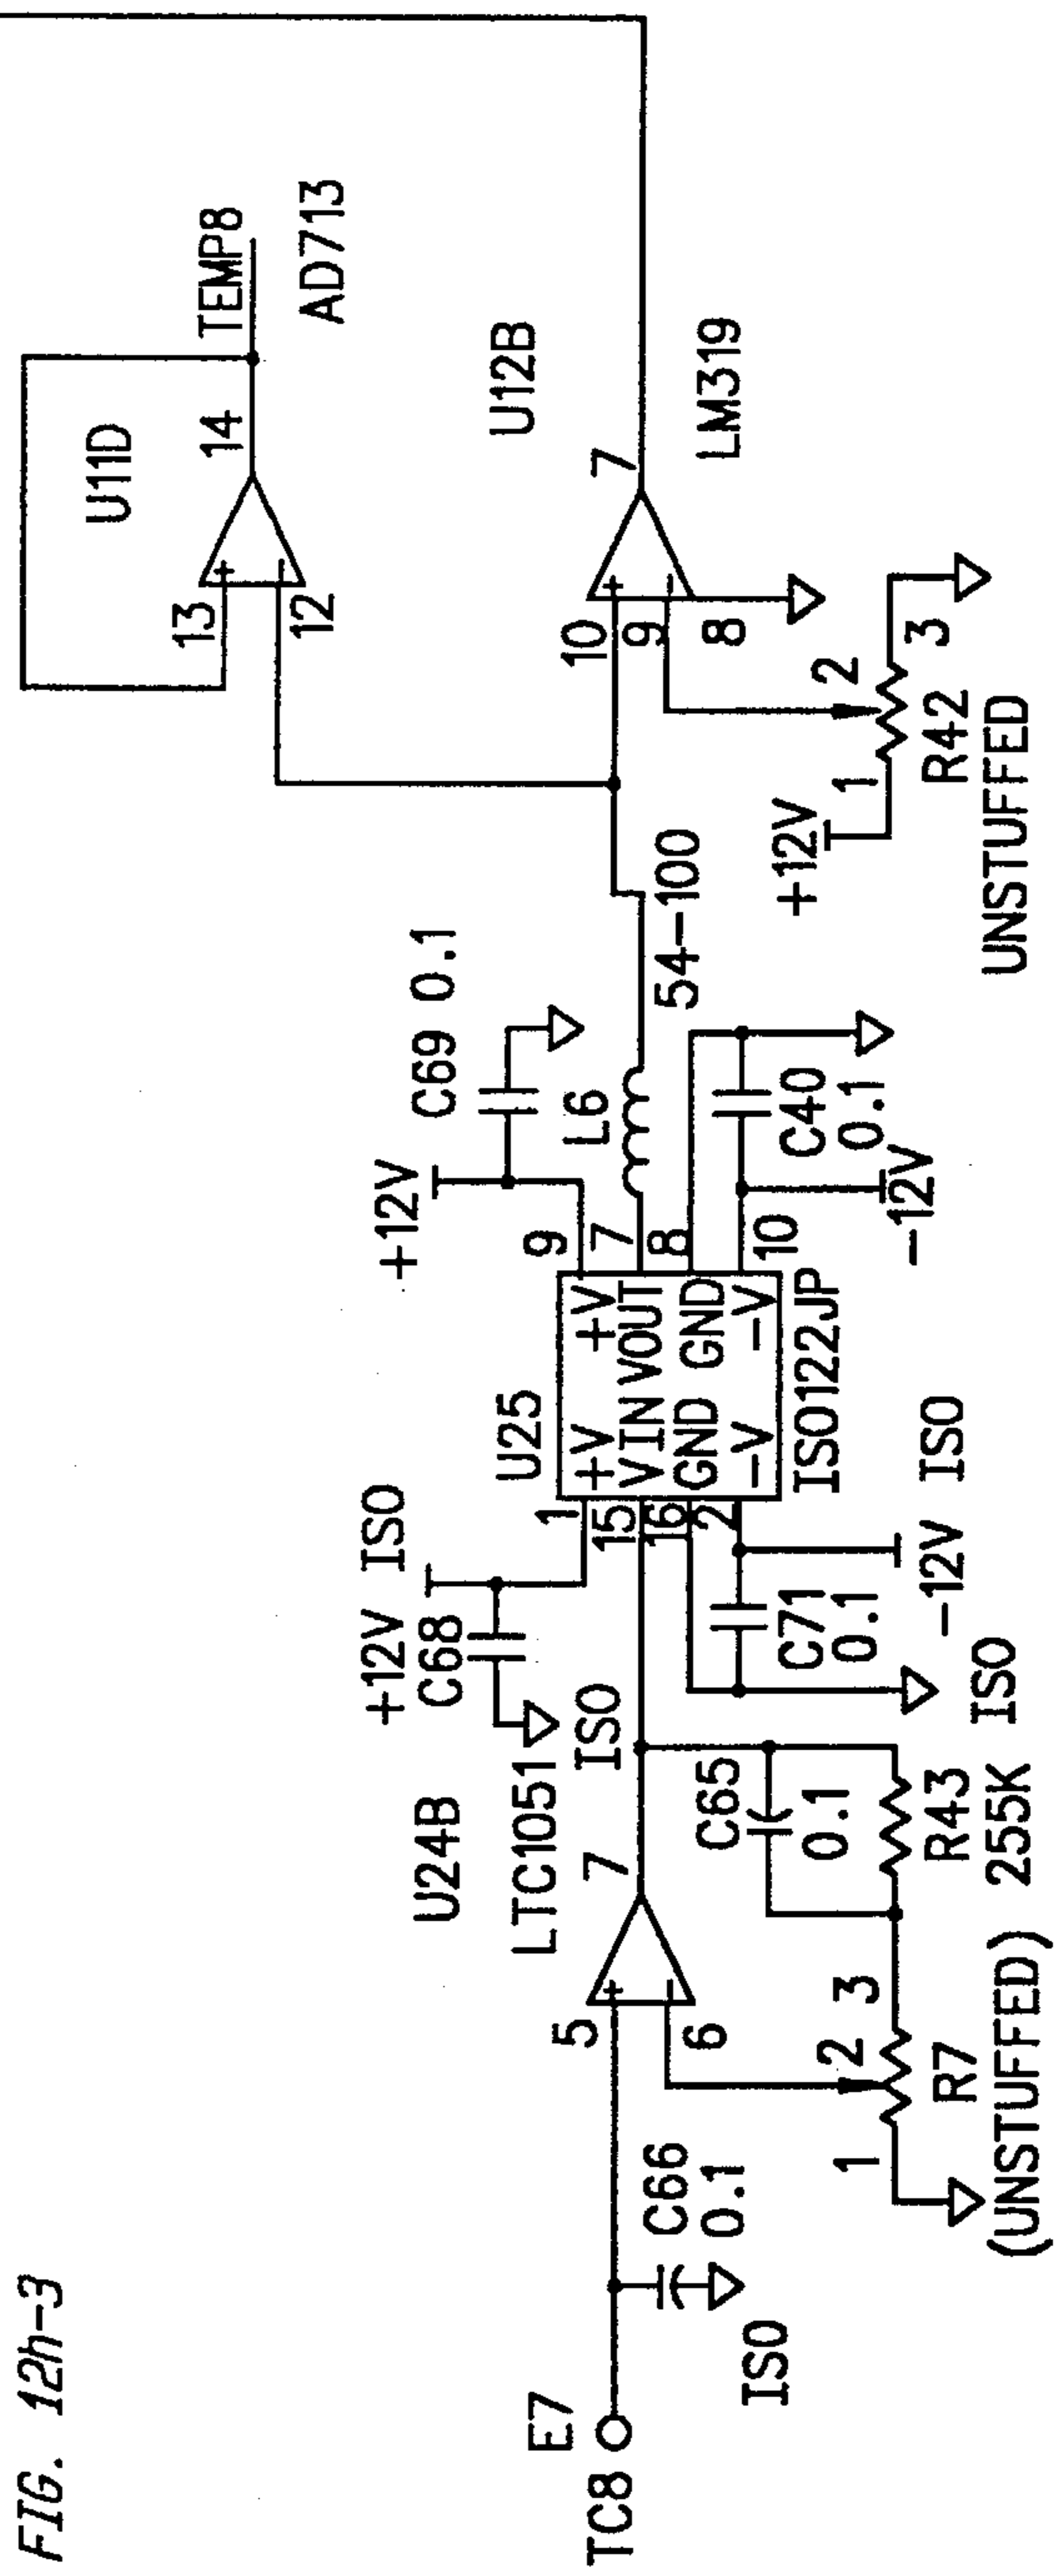 FIG. 12h-3
TC8
E7
ISO
C66
0.1
5
6
+
−
7
U24B
LTC1051
1
2
3
R7
(UNSTUFFED)
C65
0.1
R43
255K
ISO
+12V ISO
C68
ISO
C71
0.1
-12V ISO
U25
1
15
16
2
+V
VIN
GND
-V
+V
VOUT
GND
-V
ISO122JP
9
7
8
10
+12V
C69 0.1
L6
54-100
C40
0.1
-12V
13
12
+
−
14
U11D
TEMP8
AD713
10
9
8
+
−
7
U12B
LM319
+12V
1
2
3
R42
UNSTUFFED